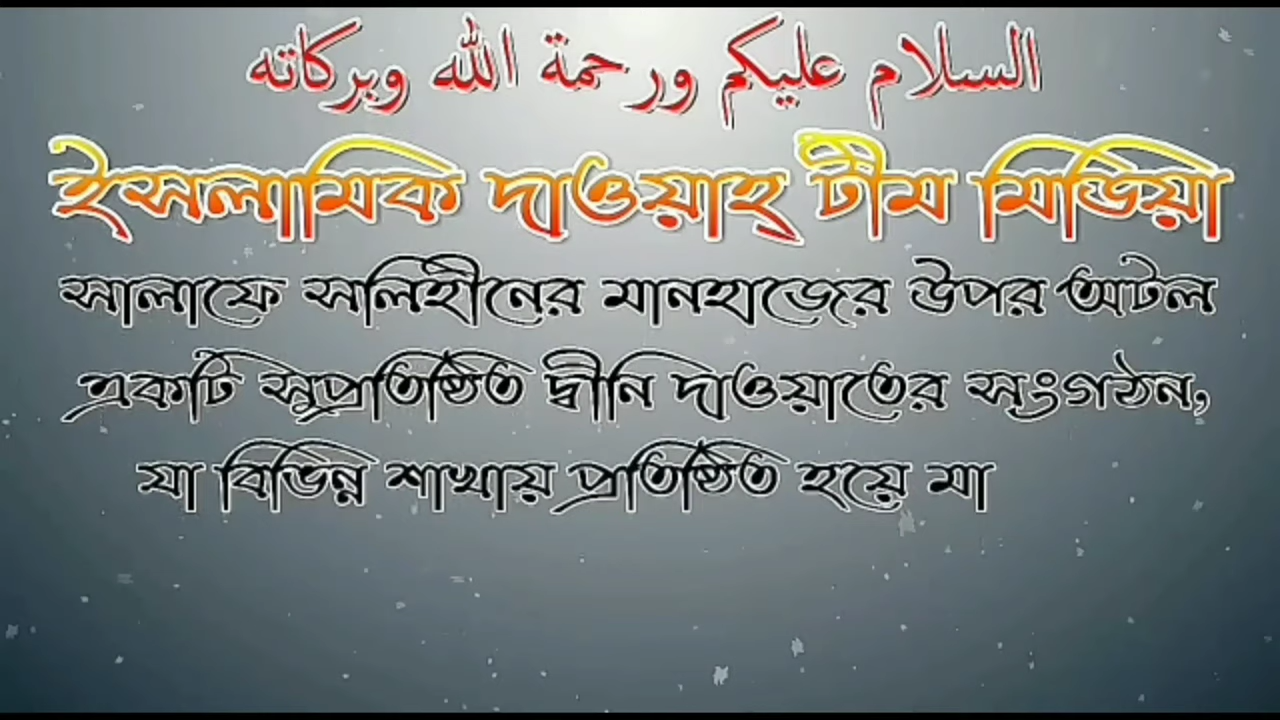 السلام عليكم ورحمة الله وبركاته
ইসলামিক দাওয়াহ্ টীম মিডিয়া
সালাফে সলিহীনের মানহাজের উপর অটল
একটি সুপ্রতিষ্ঠিত দ্বীনি দাওয়াতের সংগঠন,
যা বিভিন্ন শাখায় প্রতিষ্ঠিত হয়ে মা